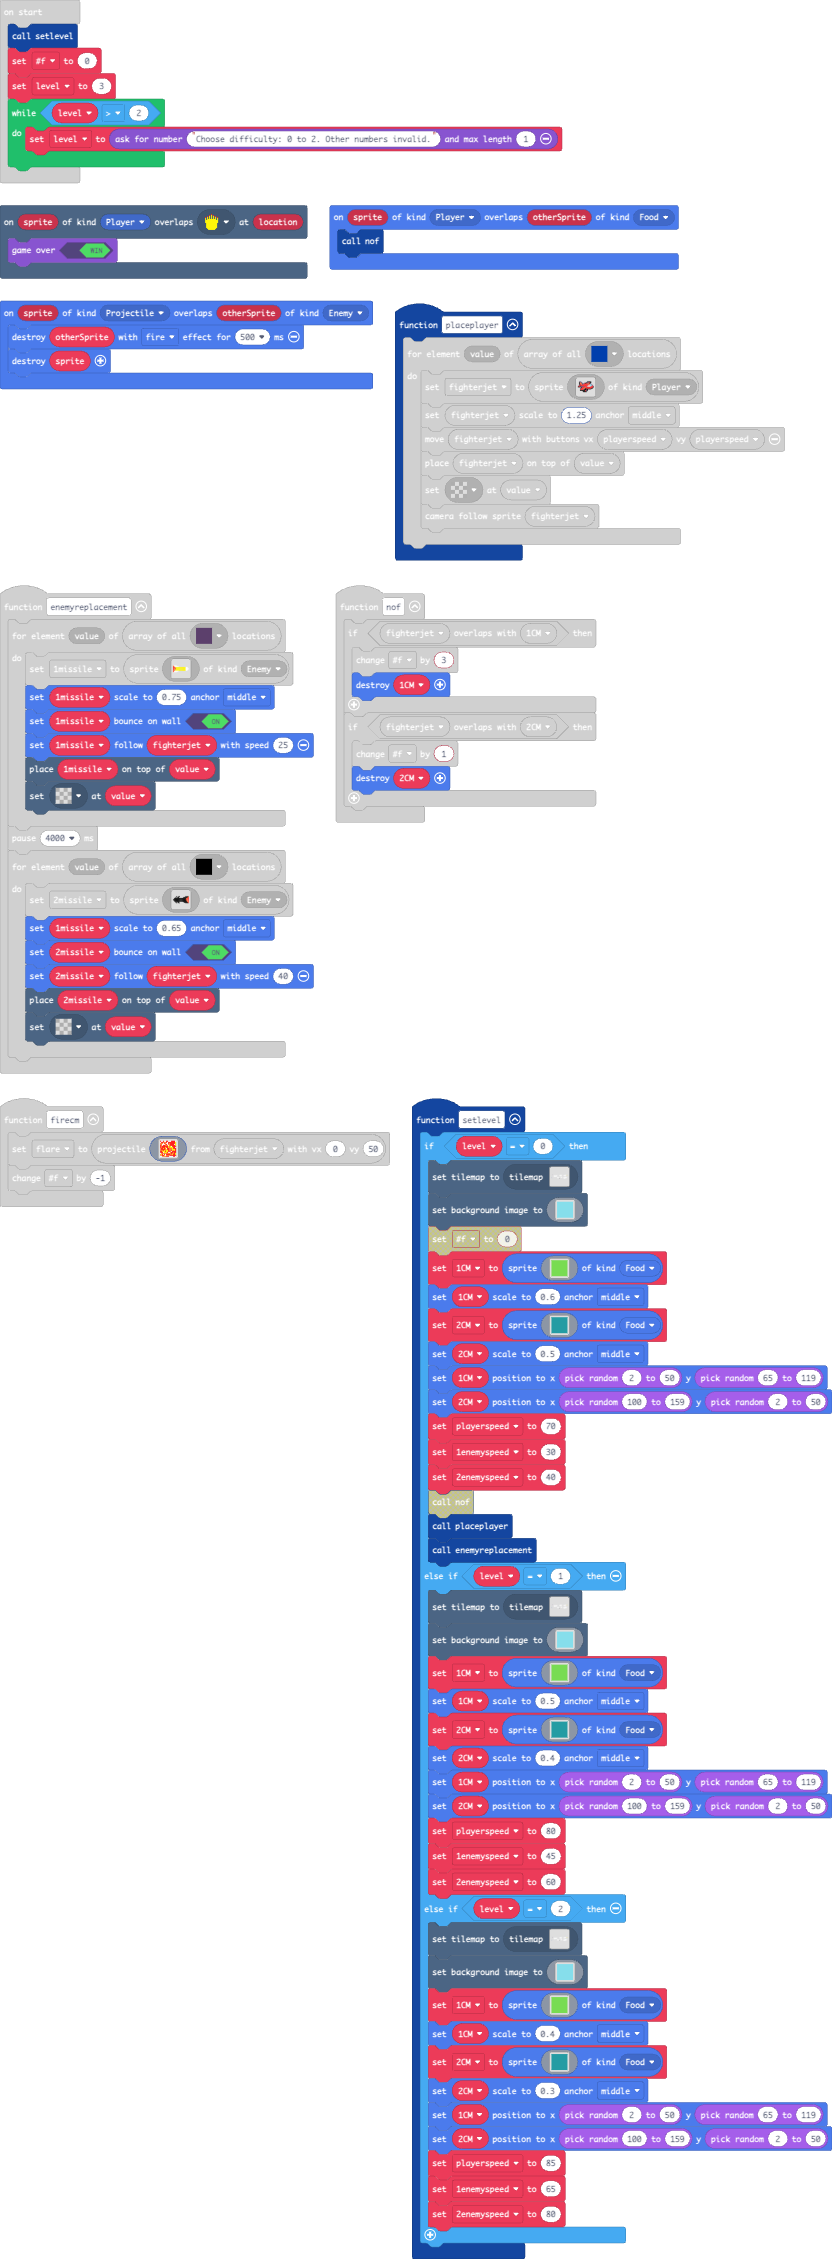 on start
call setlevel
set #f to 0
set level to 3
while level > 2
do set level to ask for number "Choose difficulty: 0 to 2. Other numbers invalid." and max length 1
on sprite of kind Player overlaps at location
game over WIN
on sprite of kind Player overlaps otherSprite of kind Food
call nof
on sprite of kind Projectile overlaps otherSprite of kind Enemy
destroy otherSprite with fire effect for 500 ms
destroy sprite
function placeplayer
for element value of array of all locations
do
set fighterjet to sprite of kind Player
set fighterjet scale to 1.25 anchor middle
move fighterjet with buttons vx playerspeed vy playerspeed
place fighterjet on top of value
set at value
camera follow sprite fighterjet
function enemyreplacement
for element value of array of all locations
do
set 1missile to sprite of kind Enemy
set 1missile scale to 0.75 anchor middle
set 1missile bounce on wall ON
set 1missile follow fighterjet with speed 25
place 1missile on top of value
set at value
pause 4000 ms
for element value of array of all locations
do
set 2missile to sprite of kind Enemy
set 1missile scale to 0.65 anchor middle
set 2missile bounce on wall ON
set 2missile follow fighterjet with speed 40
place 2missile on top of value
set at value
function nof
if fighterjet overlaps with 1CM then
change #f by 3
destroy 1CM
if fighterjet overlaps with 2CM then
change #f by 1
destroy 2CM
function firecm
set flare to projectile from fighterjet with vx 0 vy 50
change #f by -1
function setlevel
if level = 0 then
set tilemap to tilemap
set background image to
set #f to 0
set 1CM to sprite of kind Food
set 1CM scale to 0.6 anchor middle
set 2CM to sprite of kind Food
set 2CM scale to 0.5 anchor middle
set 1CM position to x pick random 2 to 50 y pick random 65 to 119
set 2CM position to x pick random 100 to 159 y pick random 2 to 50
set playerspeed to 70
set 1enemyspeed to 30
set 2enemyspeed to 40
call nof
call placeplayer
call enemyreplacement
else if level = 1 then
set tilemap to tilemap
set background image to
set 1CM to sprite of kind Food
set 1CM scale to 0.5 anchor middle
set 2CM to sprite of kind Food
set 2CM scale to 0.4 anchor middle
set 1CM position to x pick random 2 to 50 y pick random 65 to 119
set 2CM position to x pick random 100 to 159 y pick random 2 to 50
set playerspeed to 80
set 1enemyspeed to 45
set 2enemyspeed to 60
else if level = 2 then
set tilemap to tilemap
set background image to
set 1CM to sprite of kind Food
set 1CM scale to 0.4 anchor middle
set 2CM to sprite of kind Food
set 2CM scale to 0.3 anchor middle
set 1CM position to x pick random 2 to 50 y pick random 65 to 119
set 2CM position to x pick random 100 to 159 y pick random 2 to 50
set playerspeed to 85
set 1enemyspeed to 65
set 2enemyspeed to 80